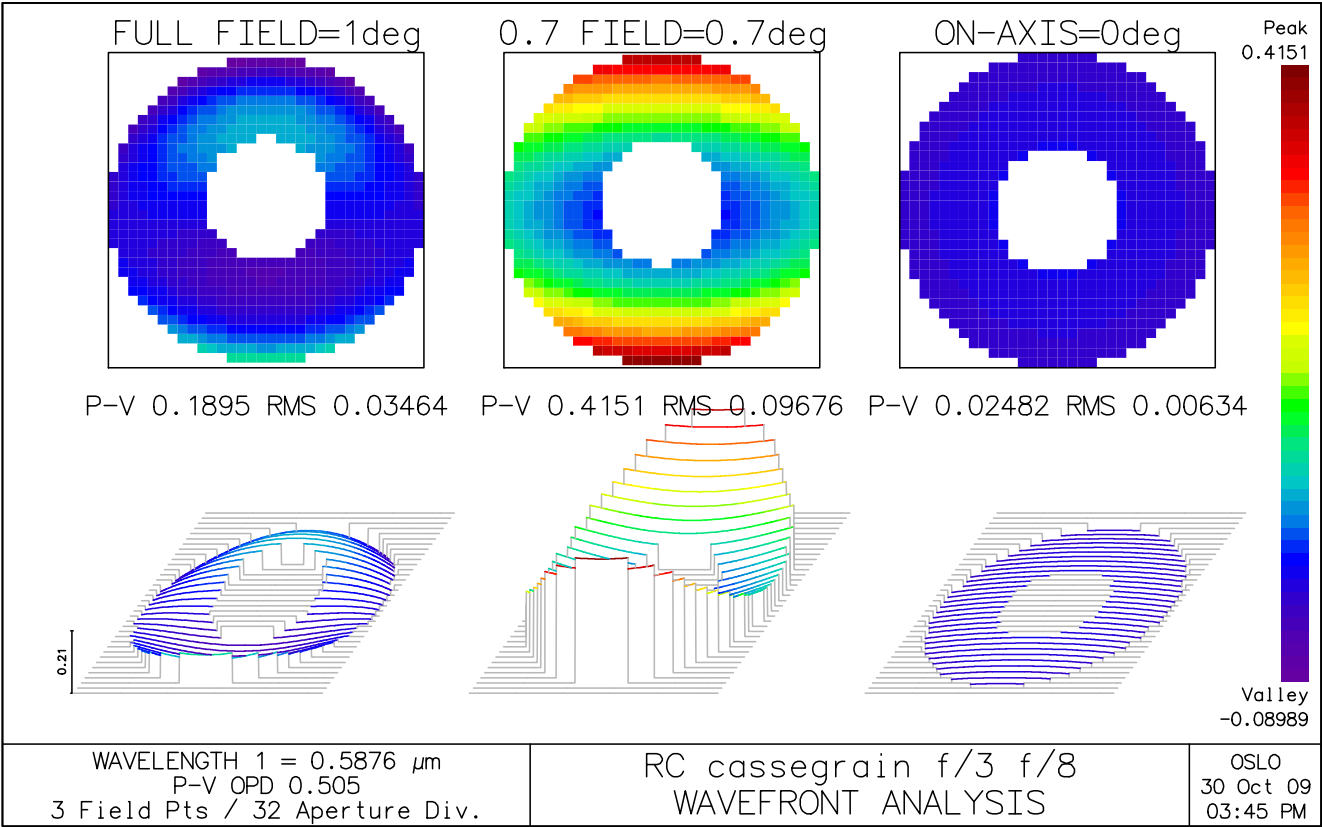 FULL FIELD=1deg
0.7 FIELD=0.7deg
ON-AXIS=0deg
Peak
0.4151
P-V 0.1895 RMS 0.03464
P-V 0.4151 RMS 0.09676
P-V 0.02482 RMS 0.00634
0.21
Valley
-0.08989
WAVELENGTH 1 = 0.5876 µm
P-V OPD 0.505
3 Field Pts / 32 Aperture Div.
RC cassegrain f/3 f/8
WAVEFRONT ANALYSIS
OSLO
30 Oct 09
03:45 PM